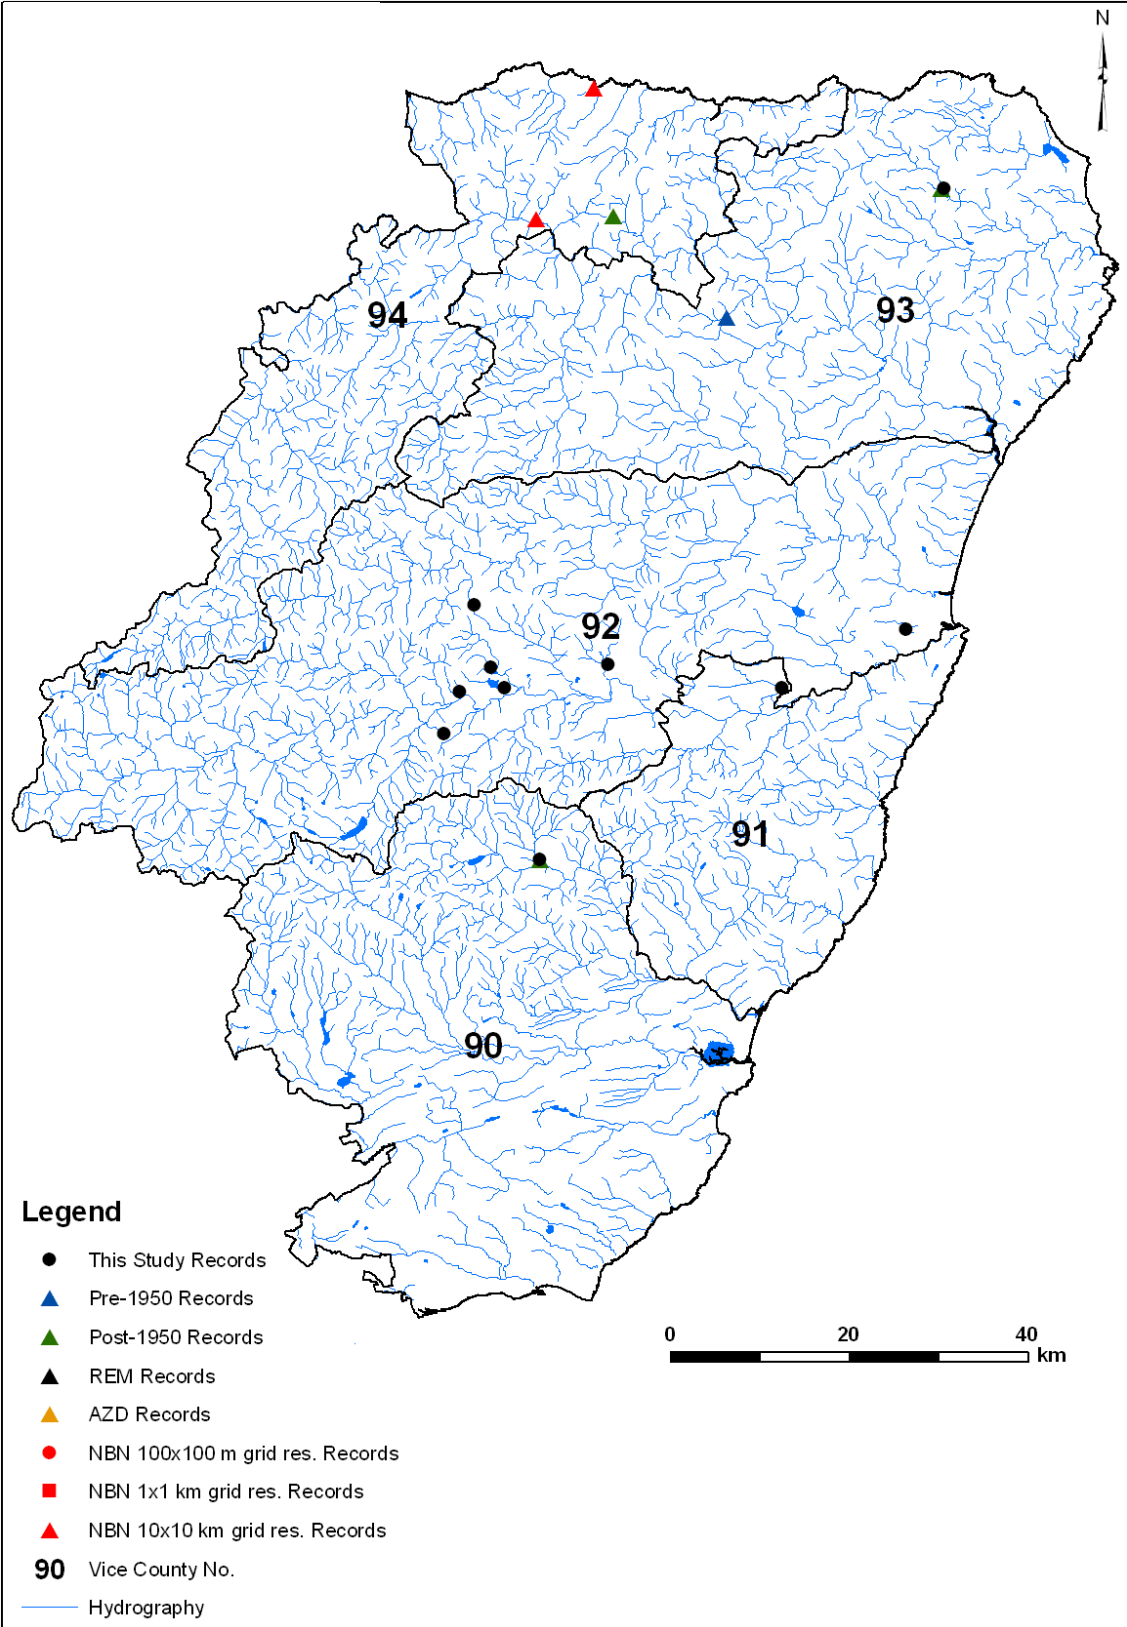 N
94
93
92
91
90
Legend
This Study Records
Pre-1950 Records
Post-1950 Records
REM Records
AZD Records
NBN 100x100 m grid res. Records
NBN 1x1 km grid res. Records
NBN 10x10 km grid res. Records
90 Vice County No.
Hydrography
0 20 40
km